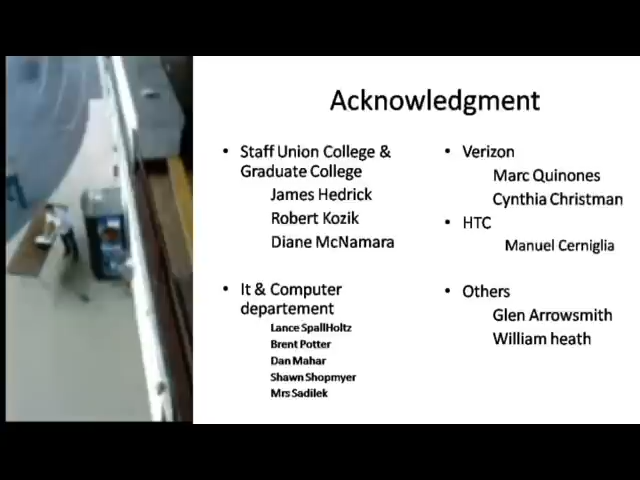 Acknowledgment
• Staff Union College &
Graduate College
James Hedrick
Robert Kozik
Diane McNamara
• It & Computer
departement
Lance SpallHoltz
Brent Potter
Dan Mahar
Shawn Shopmyer
Mrs Sadilek
• Verizon
Marc Quinones
Cynthia Christman
• HTC
Manuel Cerniglia
• Others
Glen Arrowsmith
William heath